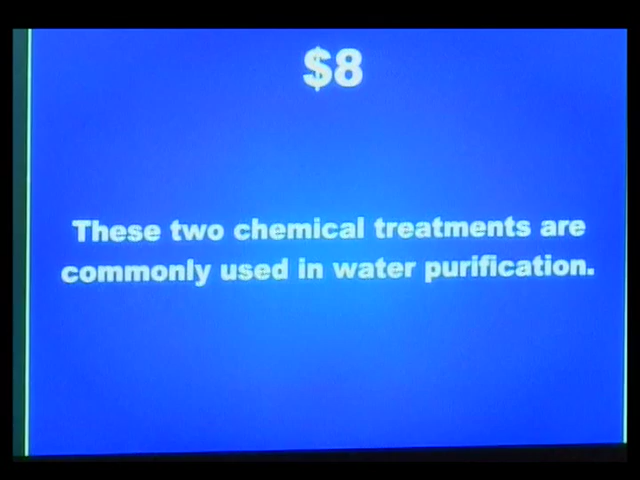 $8
These two chemical treatments are
commonly used in water purification.